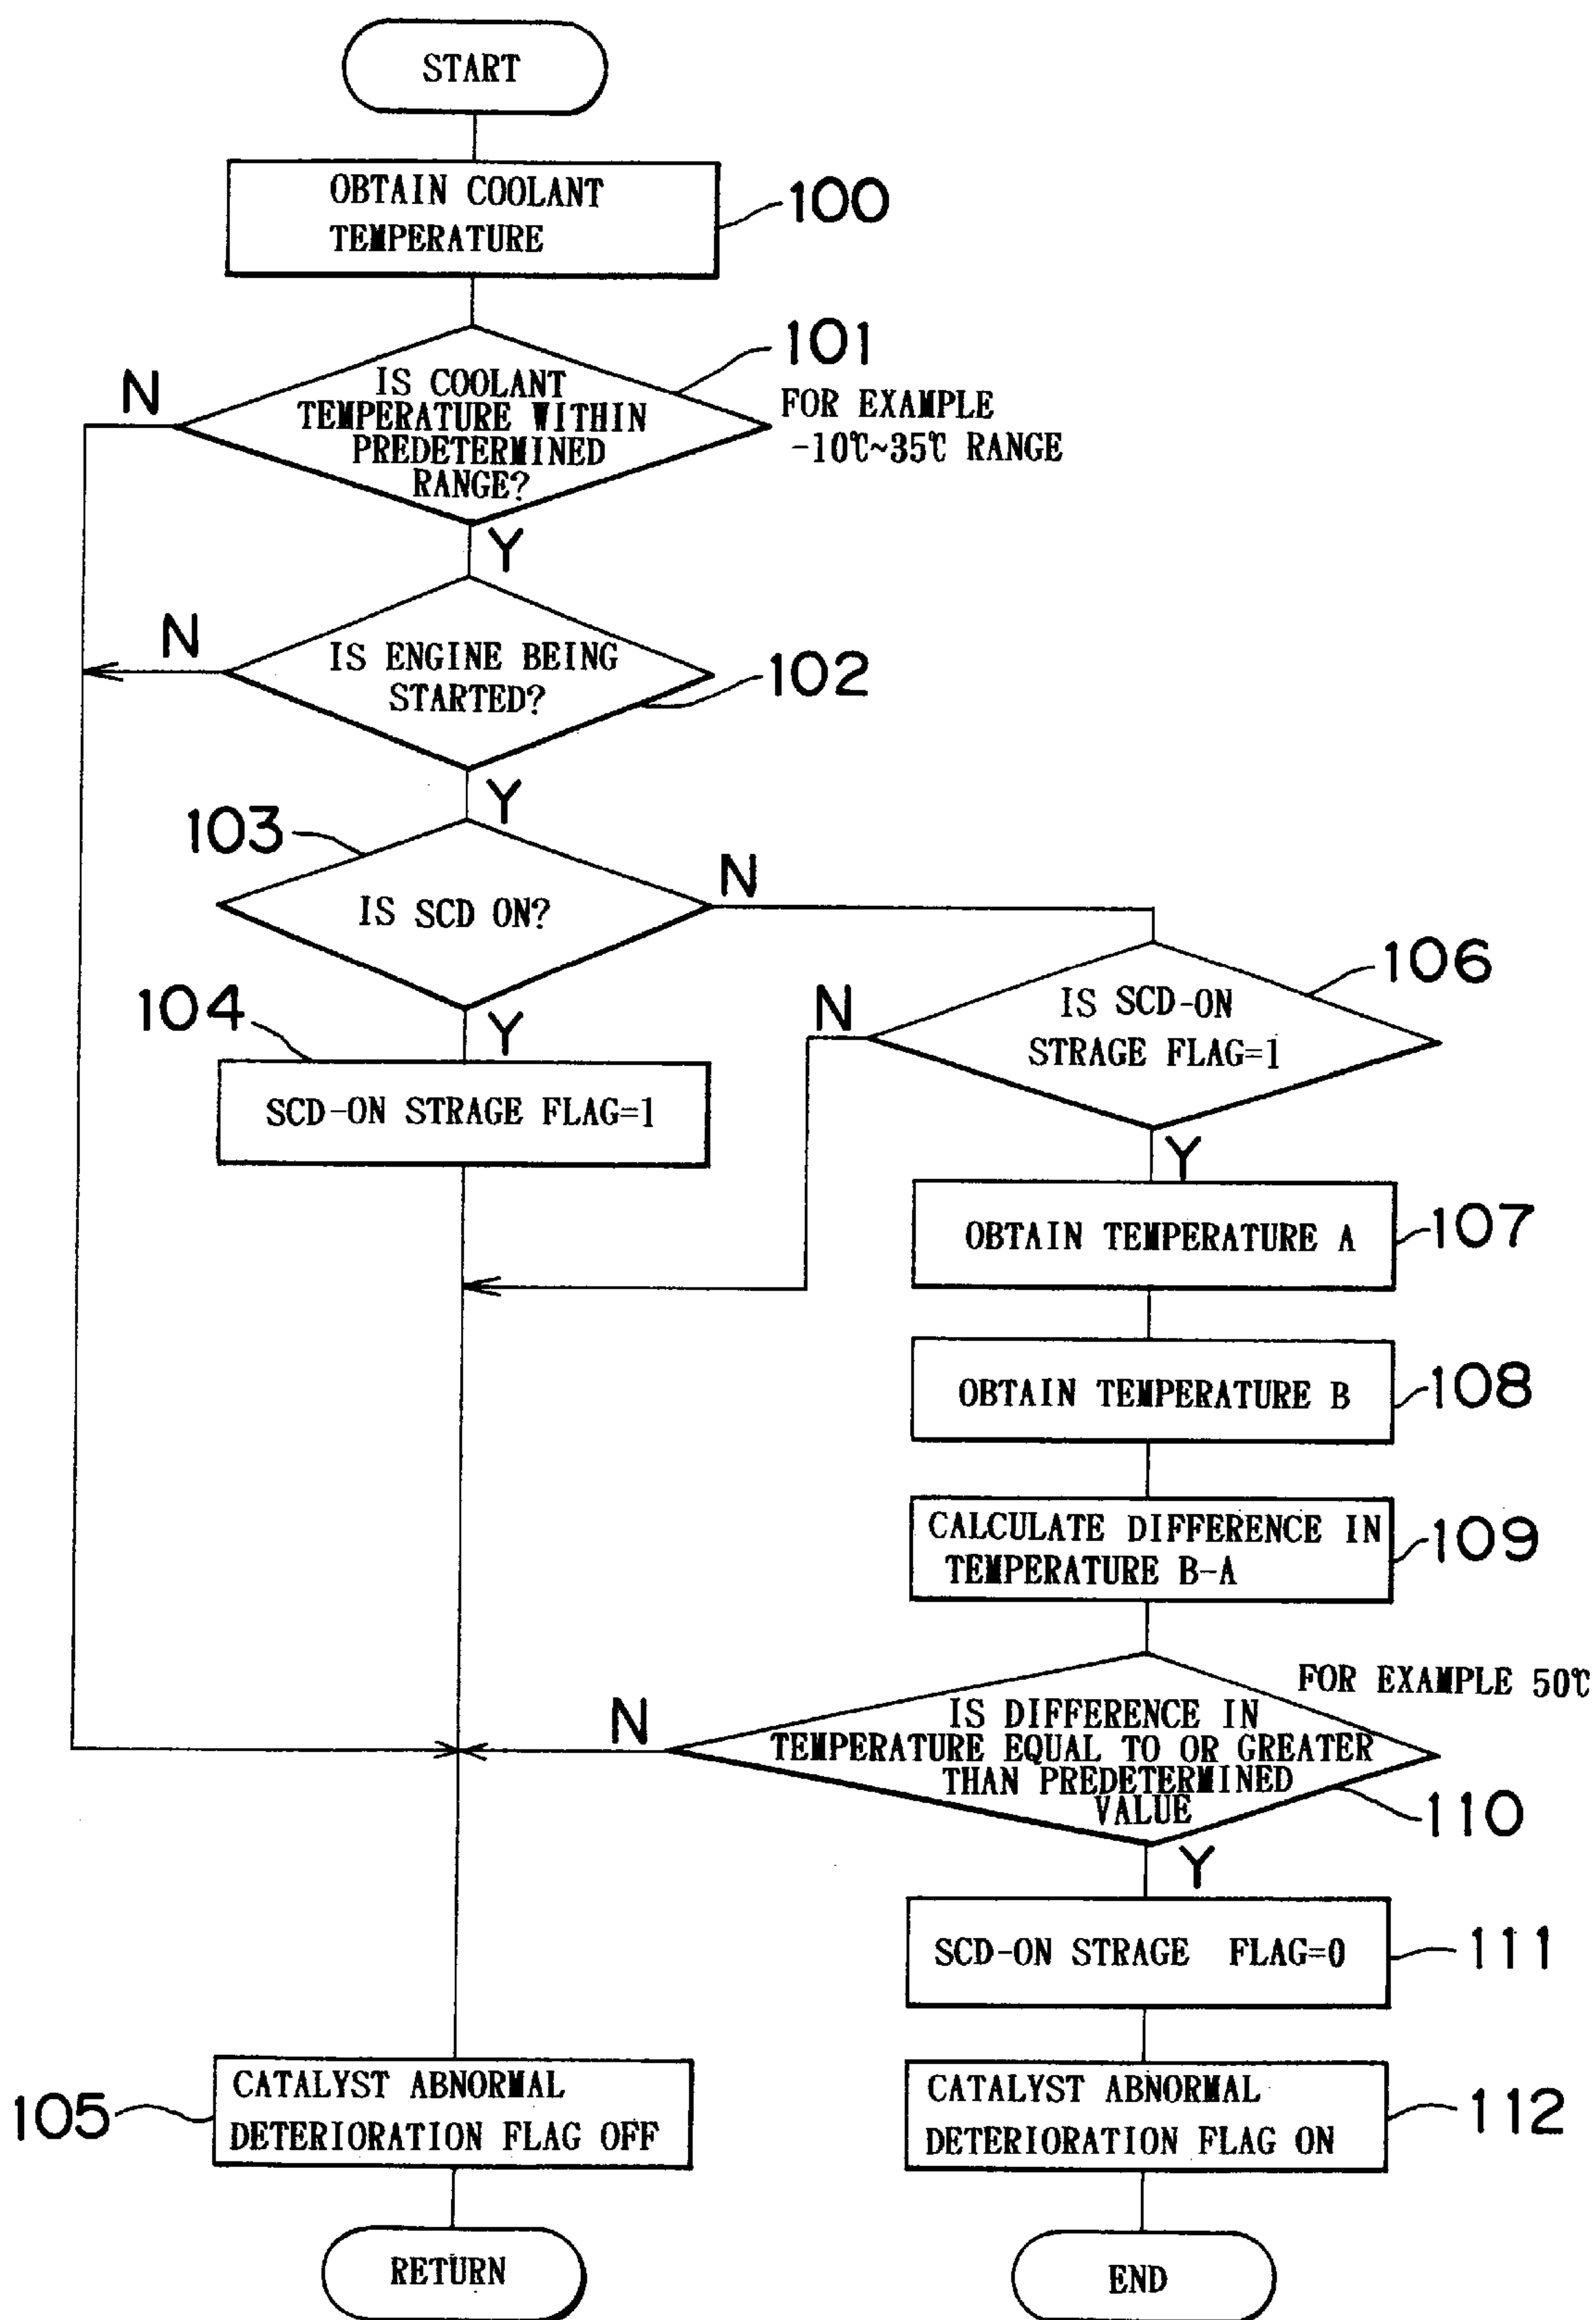 START
OBTAIN COOLANT
TEMPERATURE
100
101
N
IS COOLANT
TEMPERATURE WITHIN
PREDETERMINED
RANGE?
FOR EXAMPLE
-10℃~35℃ RANGE
Y
N
IS ENGINE BEING
STARTED?
102
Y
103
IS SCD ON?
N
104
Y
SCD-ON STRAGE FLAG=1
106
N
IS SCD-ON
STRAGE FLAG=1
Y
OBTAIN TEMPERATURE A
107
OBTAIN TEMPERATURE B
108
CALCULATE DIFFERENCE IN
TEMPERATURE B-A
109
FOR EXAMPLE 50℃
N
IS DIFFERENCE IN
TEMPERATURE EQUAL TO OR GREATER
THAN PREDETERMINED
VALUE
110
Y
SCD-ON STRAGE FLAG=0
111
105
CATALYST ABNORMAL
DETERIORATION FLAG OFF
CATALYST ABNORMAL
DETERIORATION FLAG ON
112
RETURN
END